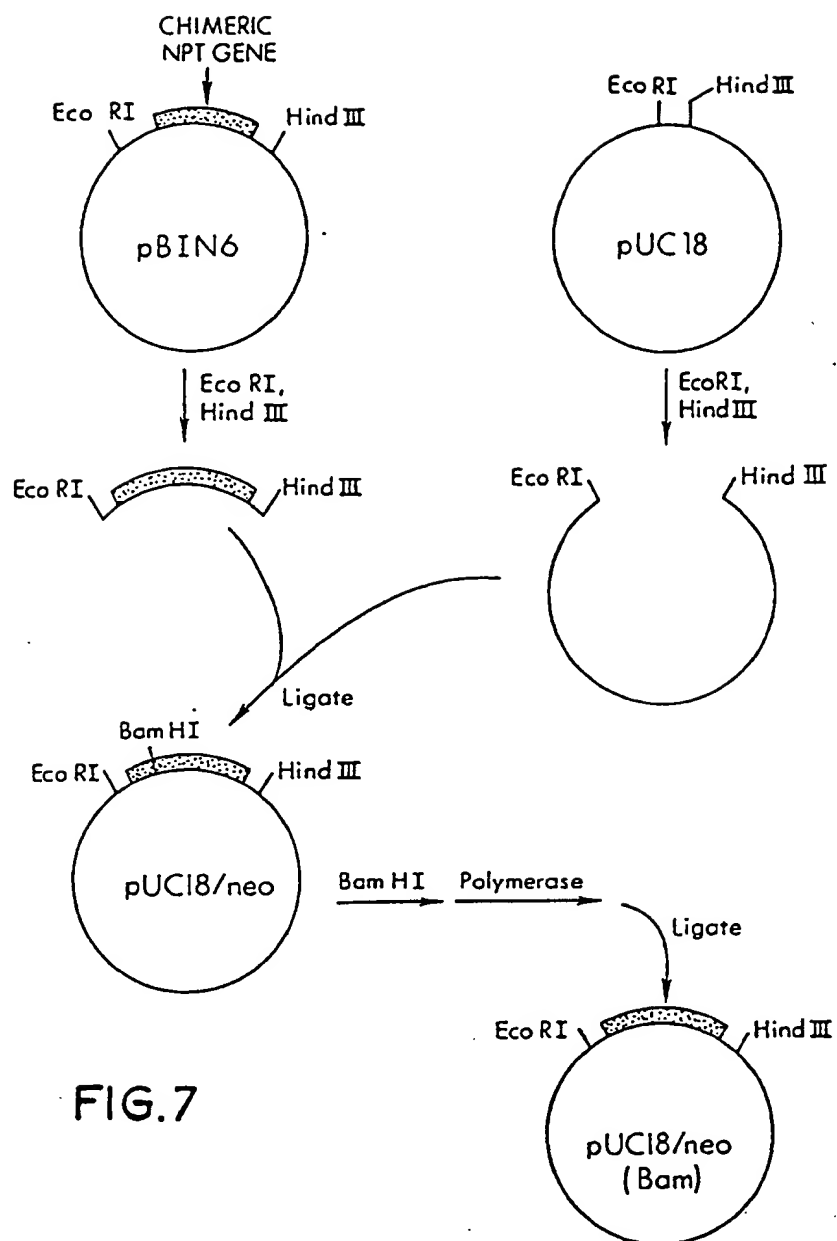 CHIMERIC
NPT GENE
Eco RI
Hind III
pBIN6
Eco RI
Hind III
pUC18
Eco RI,
Hind III
EcoRI,
Hind III
Eco RI
Hind III
Eco RI
Hind III
Ligate
Bam HI
Eco RI
Hind III
pUC18/neo
Bam HI
Polymerase
Ligate
Eco RI
Hind III
pUC18/neo
(Bam)
FIG.7